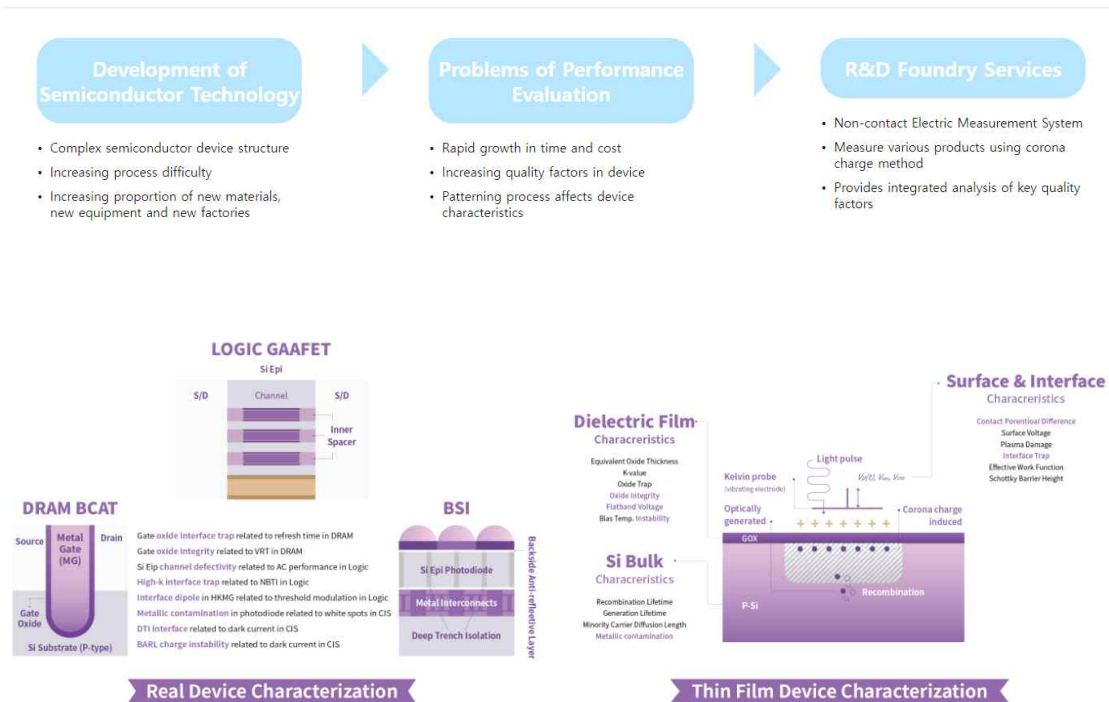 Development of
Semiconductor Technology
• Complex semiconductor device structure
• Increasing process difficulty
• Increasing proportion of new materials,
new equipment and new factories
Problems of Performance
Evaluation
• Rapid growth in time and cost
• Increasing quality factors in device
• Patterning process affects device
characteristics
R&D Foundry Services
• Non-contact Electric Measurement System
• Measure various products using corona
charge method
• Provides integrated analysis of key quality
factors
LOGIC GAAFET
Si Epi
S/D
Channel
S/D
Inner
Spacer
DRAM BCAT
Source
Metal
Gate
(MG)
Drain
Gate
Oxide
Si Substrate (P-type)
Gate oxide interface trap related to refresh time in DRAM
Gate oxide integrity related to VRT in DRAM
Si Eip channel defectivity related to AC performance in Logic
High-k interface trap related to NBTI in Logic
Interface dipole in HKMG related to threshold modulation in Logic
Metallic contamination in photodiode related to white spots in CIS
DTI interface related to dark current in CIS
BARL charge instability related to dark current in CIS
BSI
Si Epi Photodiode
Metal Interconnects
Deep Trench Isolation
Backside Anti-refleetive Layer
Real Device Characterization
Dielectric Film
Characreristics
Equivalent Oxide Thickness
K-value
Oxide Trap
Oxide Integrity
Flatband Voltage
Bias Temp. Instability
Si Bulk
Characreristics
Recombination Lifetime
Generation Lifetime
Minority Carrier Diffusion Length
Metallic contamination
Surface & Interface
Characreristics
Contact Parentioal Difference
Surface Voltage
Plasma Damage
Interface Trap
Effective Work Function
Schottky Barrier Height
Light pulse
Kelvin probe
(vibrating electrode)
Optically
generated
Corona charge
induced
+ + + + + + +
GOX
Recombination
P-Si
Thin Film Device Characterization